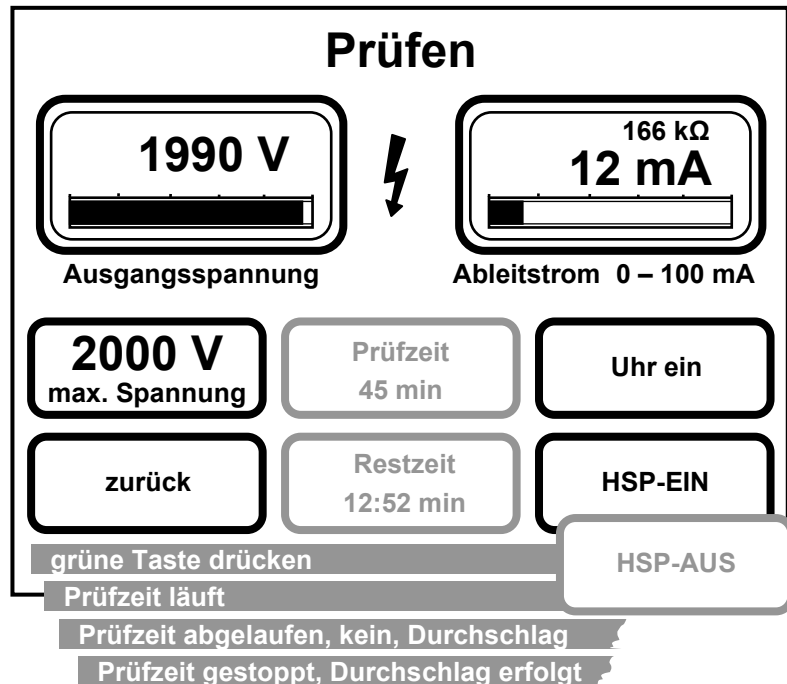 Prüfen
1990 V
Ausgangsspannung
166 kΩ
12 mA
Ableitstrom 0 – 100 mA
2000 V
max. Spannung
Prüfzeit
45 min
Uhr ein
zurück
Restzeit
12:52 min
HSP-EIN
HSP-AUS
grüne Taste drücken
Prüfzeit läuft
Prüfzeit abgelaufen, kein, Durchschlag
Prüfzeit gestoppt, Durchschlag erfolgt